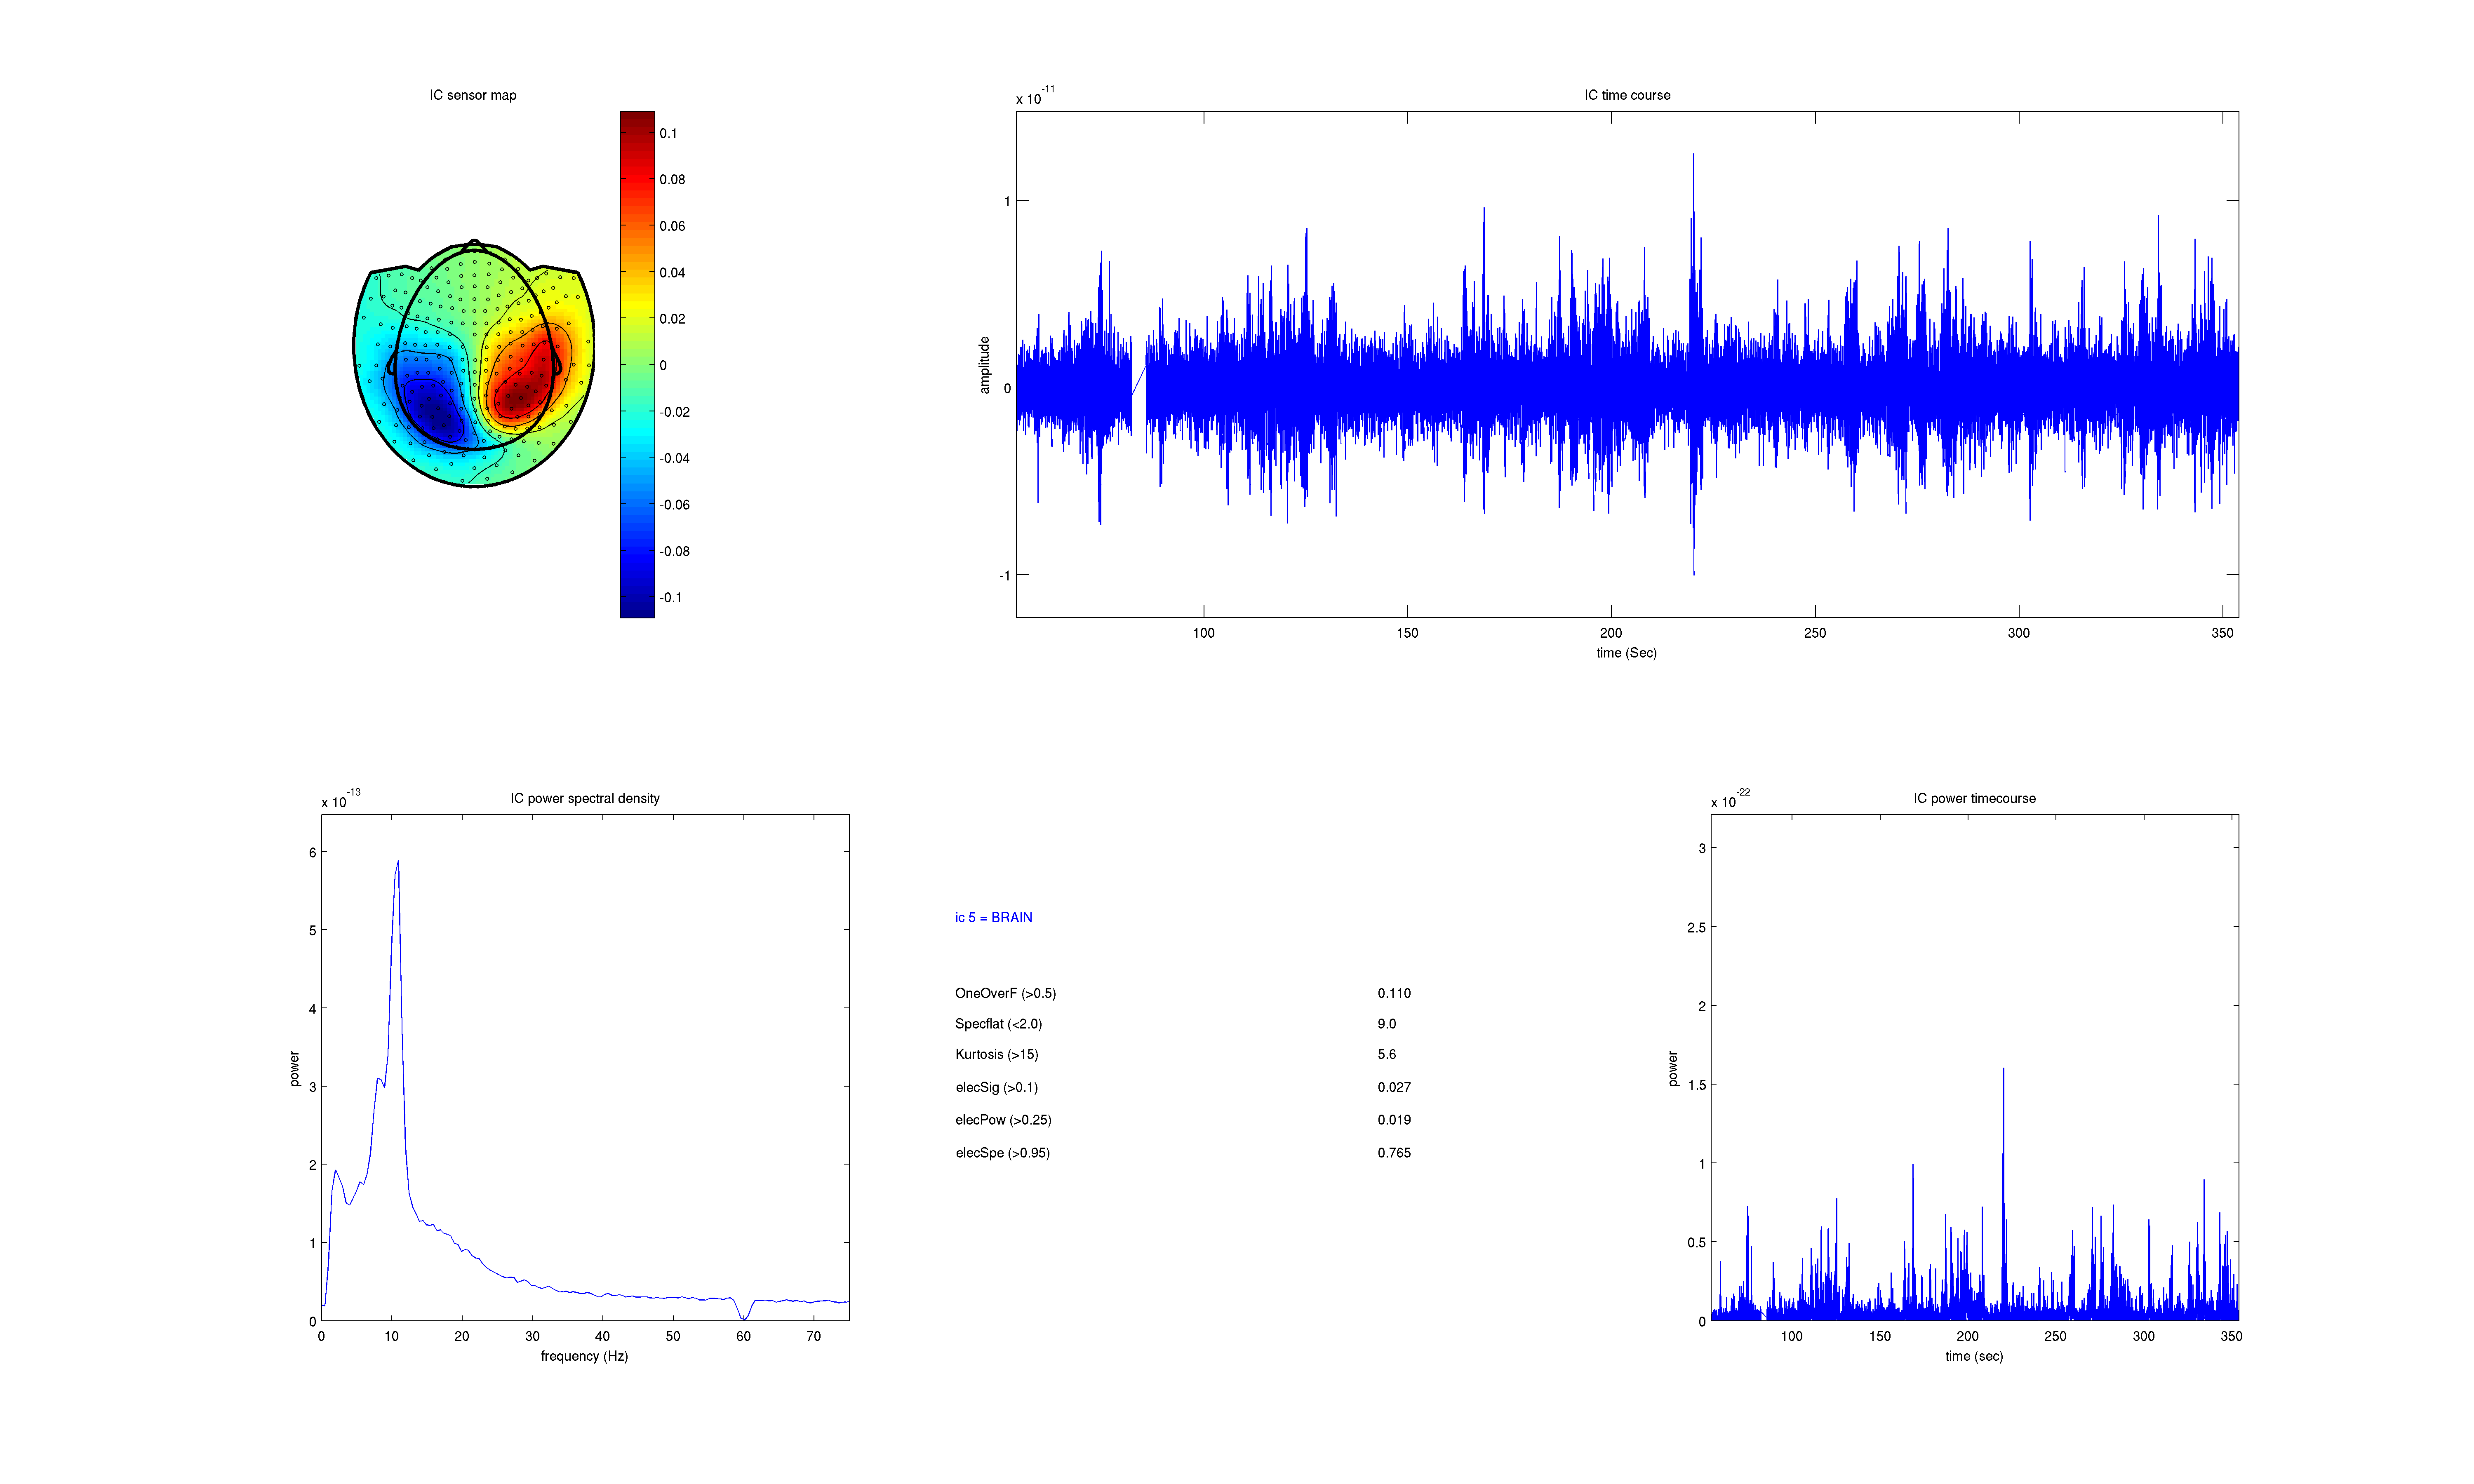 IC sensor map
0.1
0.08
0.06
0.04
0.02
0
-0.02
-0.04
-0.06
-0.08
-0.1
IC time course
x 10-11
amplitude
1
0
-1
100 150 200 250 300 350
time (Sec)
IC power spectral density
x 10-13
power
6
5
4
3
2
1
0
0 10 20 30 40 50 60 70
frequency (Hz)
ic 5 = BRAIN
OneOverF (>0.5) 0.110
Specflat (<2.0) 9.0
Kurtosis (>15) 5.6
elecSig (>0.1) 0.027
elecPow (>0.25) 0.019
elecSpe (>0.95) 0.765
IC power timecourse
x 10-22
power
3
2.5
2
1.5
1
0.5
0
100 150 200 250 300 350
time (sec)